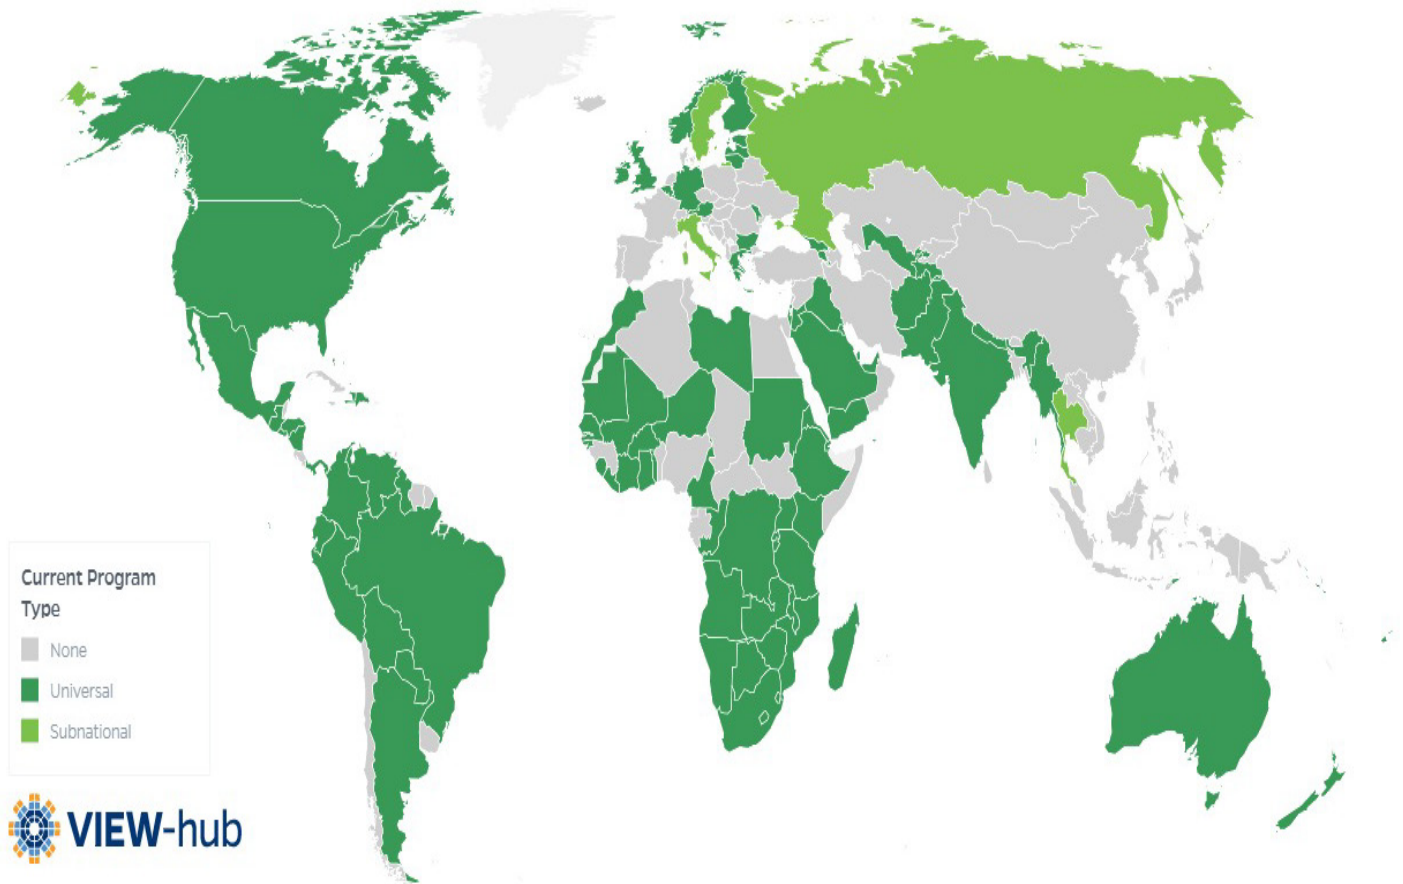 Current Program
Type
None
Universal
Subnational
VIEW-hub